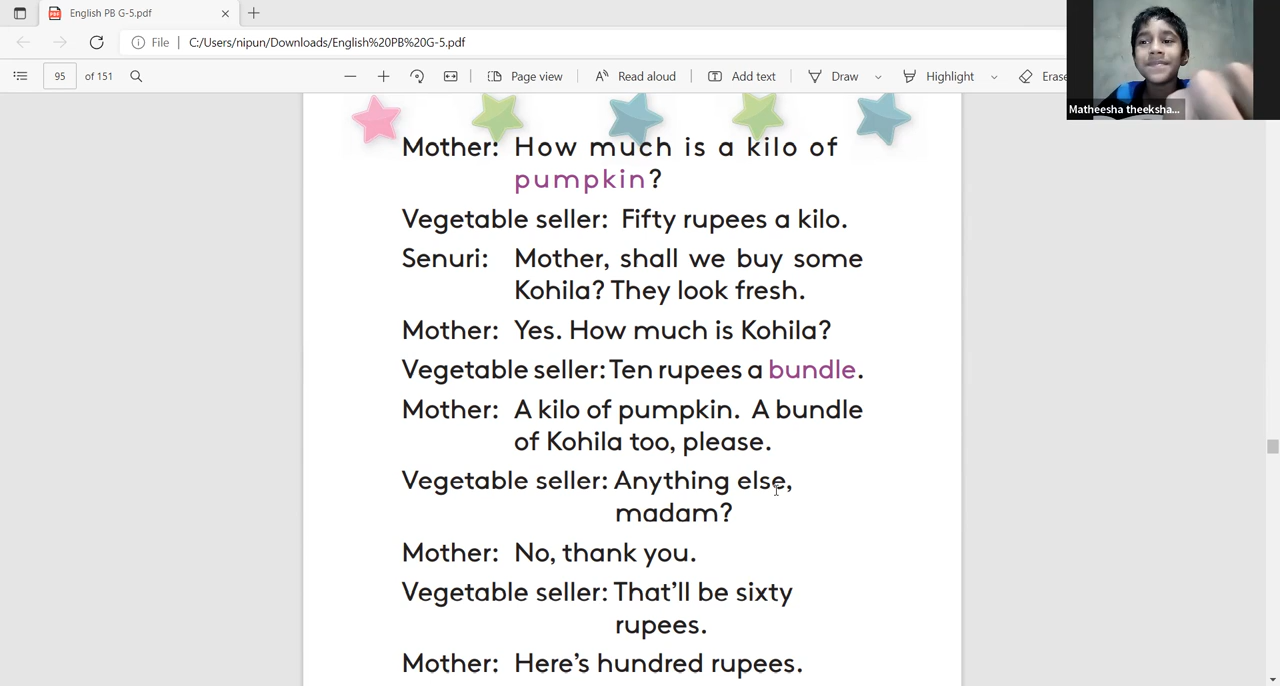 English PB G-5.pdf
File
C:/Users/nipun/Downloads/English%20PB%20G-5.pdf
95 of 151
Page view
Read aloud
Add text
Draw
Highlight
Erase
Matheesha theeksha...
Mother: How much is a kilo of
pumpkin?
Vegetable seller: Fifty rupees a kilo.
Senuri: Mother, shall we buy some
Kohila? They look fresh.
Mother: Yes. How much is Kohila?
Vegetable seller: Ten rupees a bundle.
Mother: A kilo of pumpkin. A bundle
of Kohila too, please.
Vegetable seller: Anything else,
madam?
Mother: No, thank you.
Vegetable seller: That'll be sixty
rupees.
Mother: Here's hundred rupees.